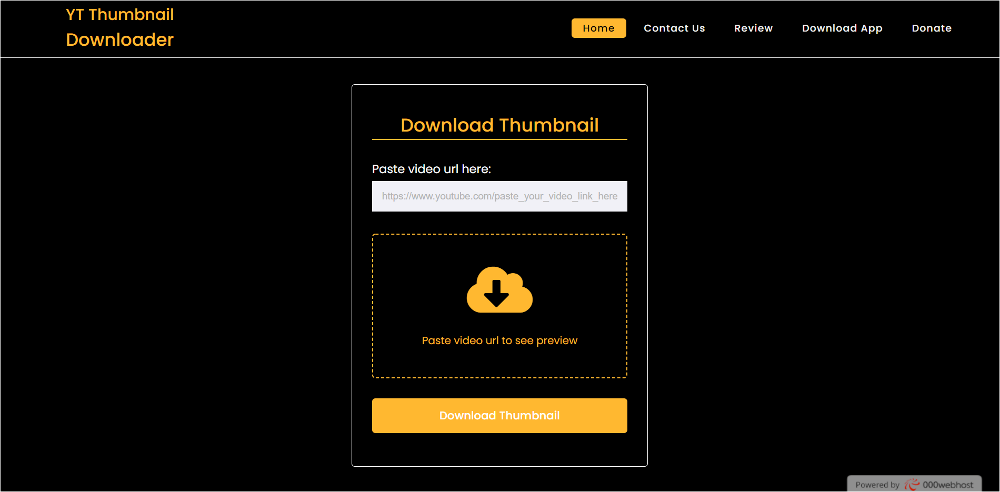 YT Thumbnail
Downloader
Home
Contact Us
Review
Download App
Donate
Download Thumbnail
Paste video url here:
https://www.youtube.com/paste_your_video_link_here
Paste video url to see preview
Download Thumbnail
Powered by 000webhost